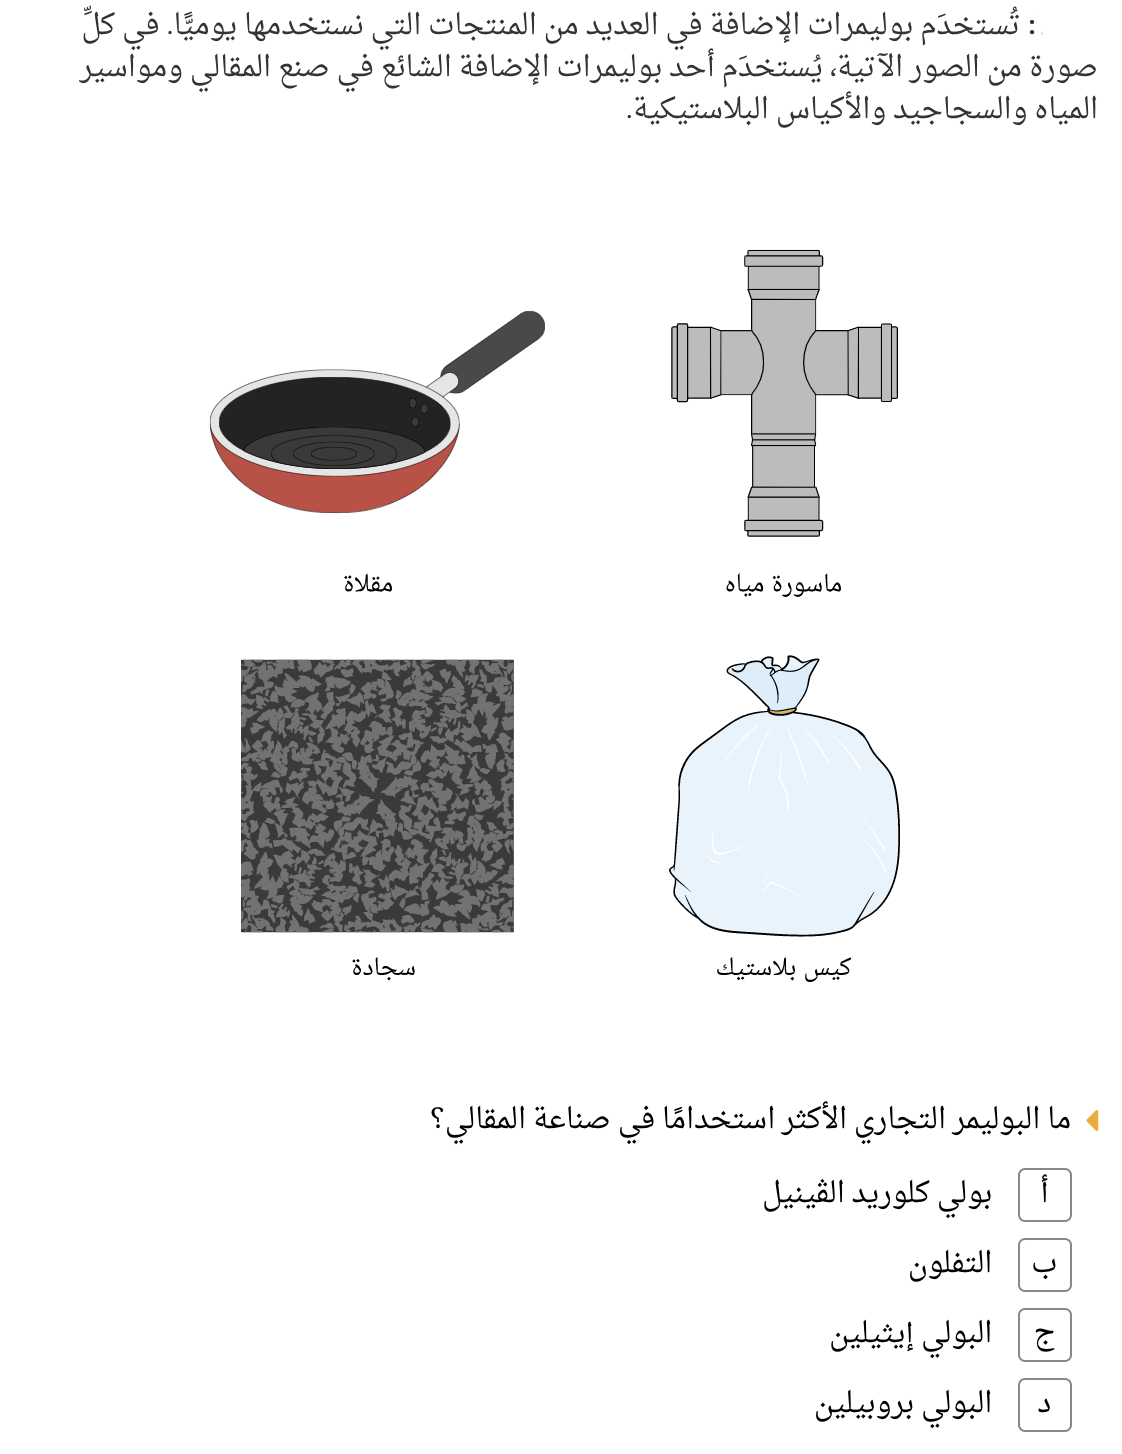 : تُستخدَم بوليمرات الإضافة في العديد من المنتجات التي نستخدمها يوميًّا. في كلِّ
صورة من الصور الآتية، يُستخدَم أحد بوليمرات الإضافة الشائع في صنع المقالي ومواسير
المياه والسجاجيد والأكياس البلاستيكية.
ماسورة مياه
مقلاة
كيس بلاستيك
سجادة
ما البوليمر التجاري الأكثر استخدامًا في صناعة المقالي؟
أ بولي كلوريد الڤينيل
ب التفلون
ج البولي إيثيلين
د البولي بروبيلين